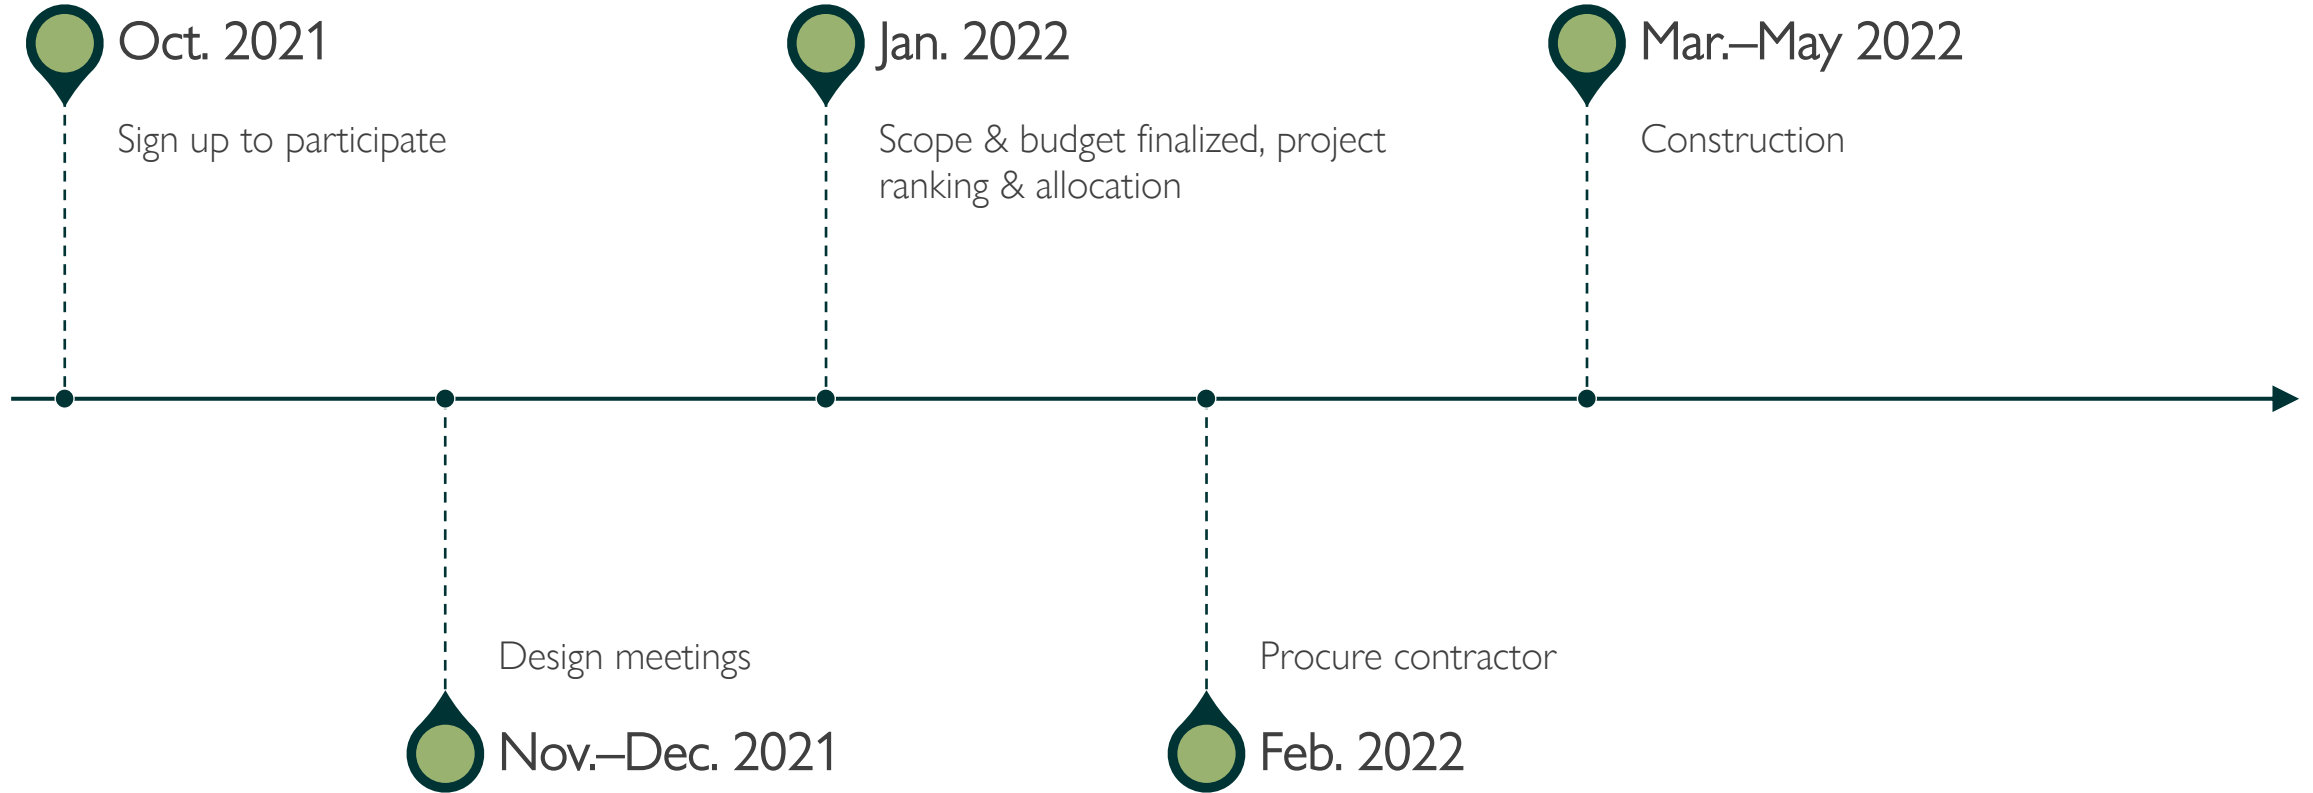 Oct. 2021
Sign up to participate
Jan. 2022
Scope & budget finalized, project
ranking & allocation
Mar.–May 2022
Construction
Design meetings
Nov.–Dec. 2021
Procure contractor
Feb. 2022